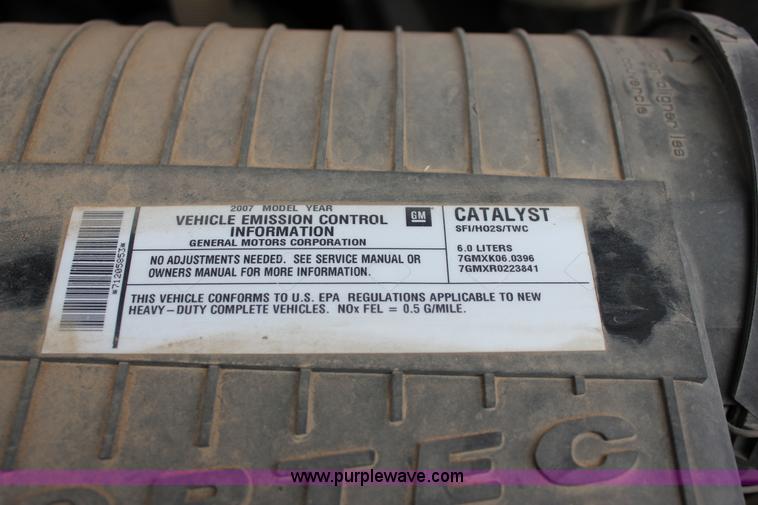 2007 MODEL YEAR
VEHICLE EMISSION CONTROL
INFORMATION
GENERAL MOTORS CORPORATION
GM
CATALYST
SFI/HO2S/TWC
NO ADJUSTMENTS NEEDED. SEE SERVICE MANUAL OR
OWNERS MANUAL FOR MORE INFORMATION.
6.0 LITERS
7GMXK06.0396
7GMXR0223841
THIS VEHICLE CONFORMS TO U.S. EPA REGULATIONS APPLICABLE TO NEW
HEAVY-DUTY COMPLETE VEHICLES. NOx FEL = 0.5 G/MILE.
*71205853*
TEC
www.purplewave.com